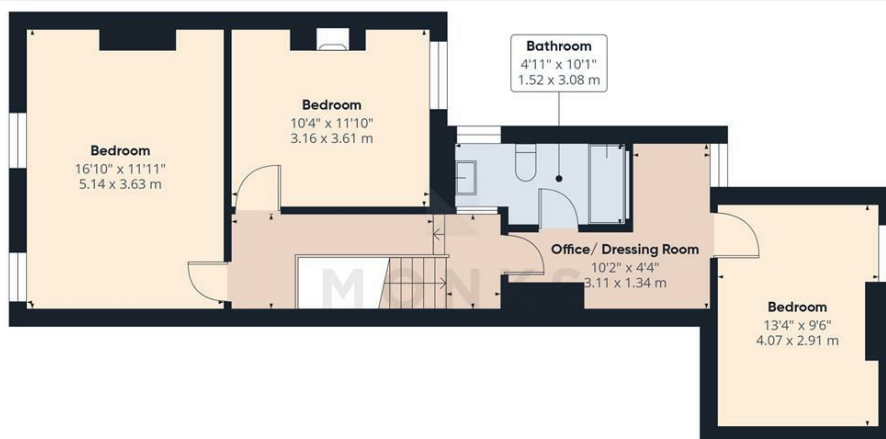 Bedroom
16'10" x 11'11"
5.14 x 3.63 m
Bedroom
10'4" x 11'10"
3.16 x 3.61 m
Bathroom
4'11" x 10'1"
1.52 x 3.08 m
Office/ Dressing Room
10'2" x 4'4"
3.11 x 1.34 m
Bedroom
13'4" x 9'6"
4.07 x 2.91 m
MONKS